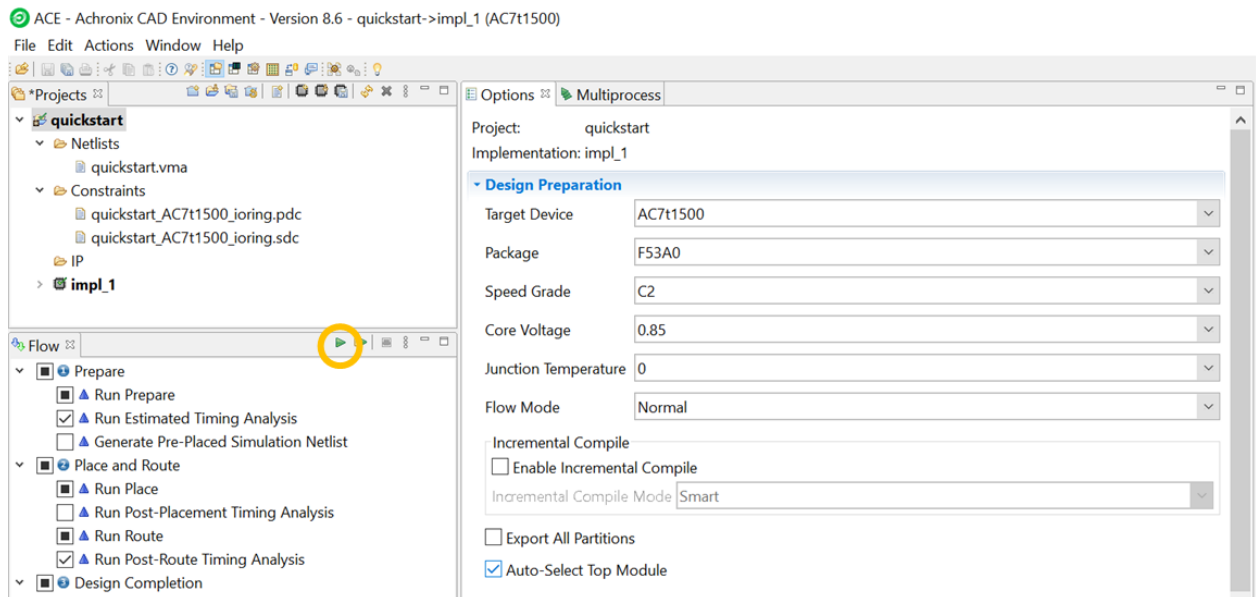 ACE - Achronix CAD Environment - Version 8.6 - quickstart->impl_1 (AC7t1500)
File Edit Actions Window Help
*Projects
quickstart
Netlists
quickstart.vma
Constraints
quickstart_AC7t1500_ioring.pdc
quickstart_AC7t1500_ioring.sdc
IP
impl_1
Flow
1 Prepare
Run Prepare
Run Estimated Timing Analysis
Generate Pre-Placed Simulation Netlist
2 Place and Route
Run Place
Run Post-Placement Timing Analysis
Run Route
Run Post-Route Timing Analysis
3 Design Completion
Options Multiprocess
Project: quickstart
Implementation: impl_1
Design Preparation
Target Device AC7t1500
Package F53A0
Speed Grade C2
Core Voltage 0.85
Junction Temperature 0
Flow Mode Normal
Incremental Compile
Enable Incremental Compile
Incremental Compile Mode Smart
Export All Partitions
Auto-Select Top Module